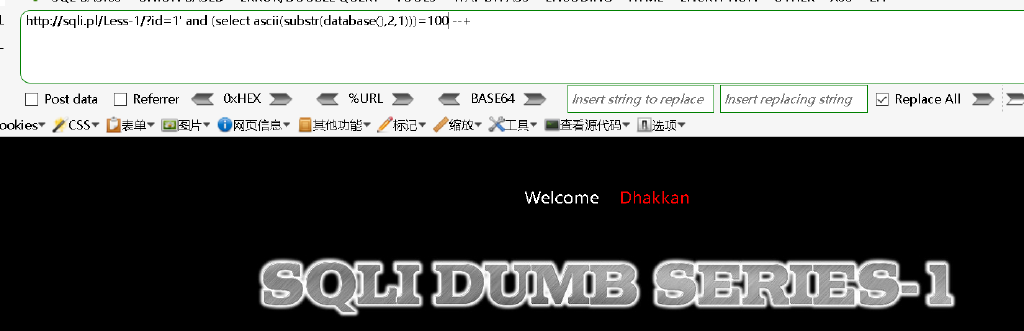 http://sqli.pl/Less-1/?id=1' and (select ascii(substr(database(),2,1)))=100 --+
Post data Referrer 0xHEX %URL BASE64 Insert string to replace Insert replacing string Replace All
ookies CSS 表单 图片 网页信息 其他功能 标记 缩放 工具 查看源代码 选项
Welcome Dhakkan
SQLI DUMB SERIES-1